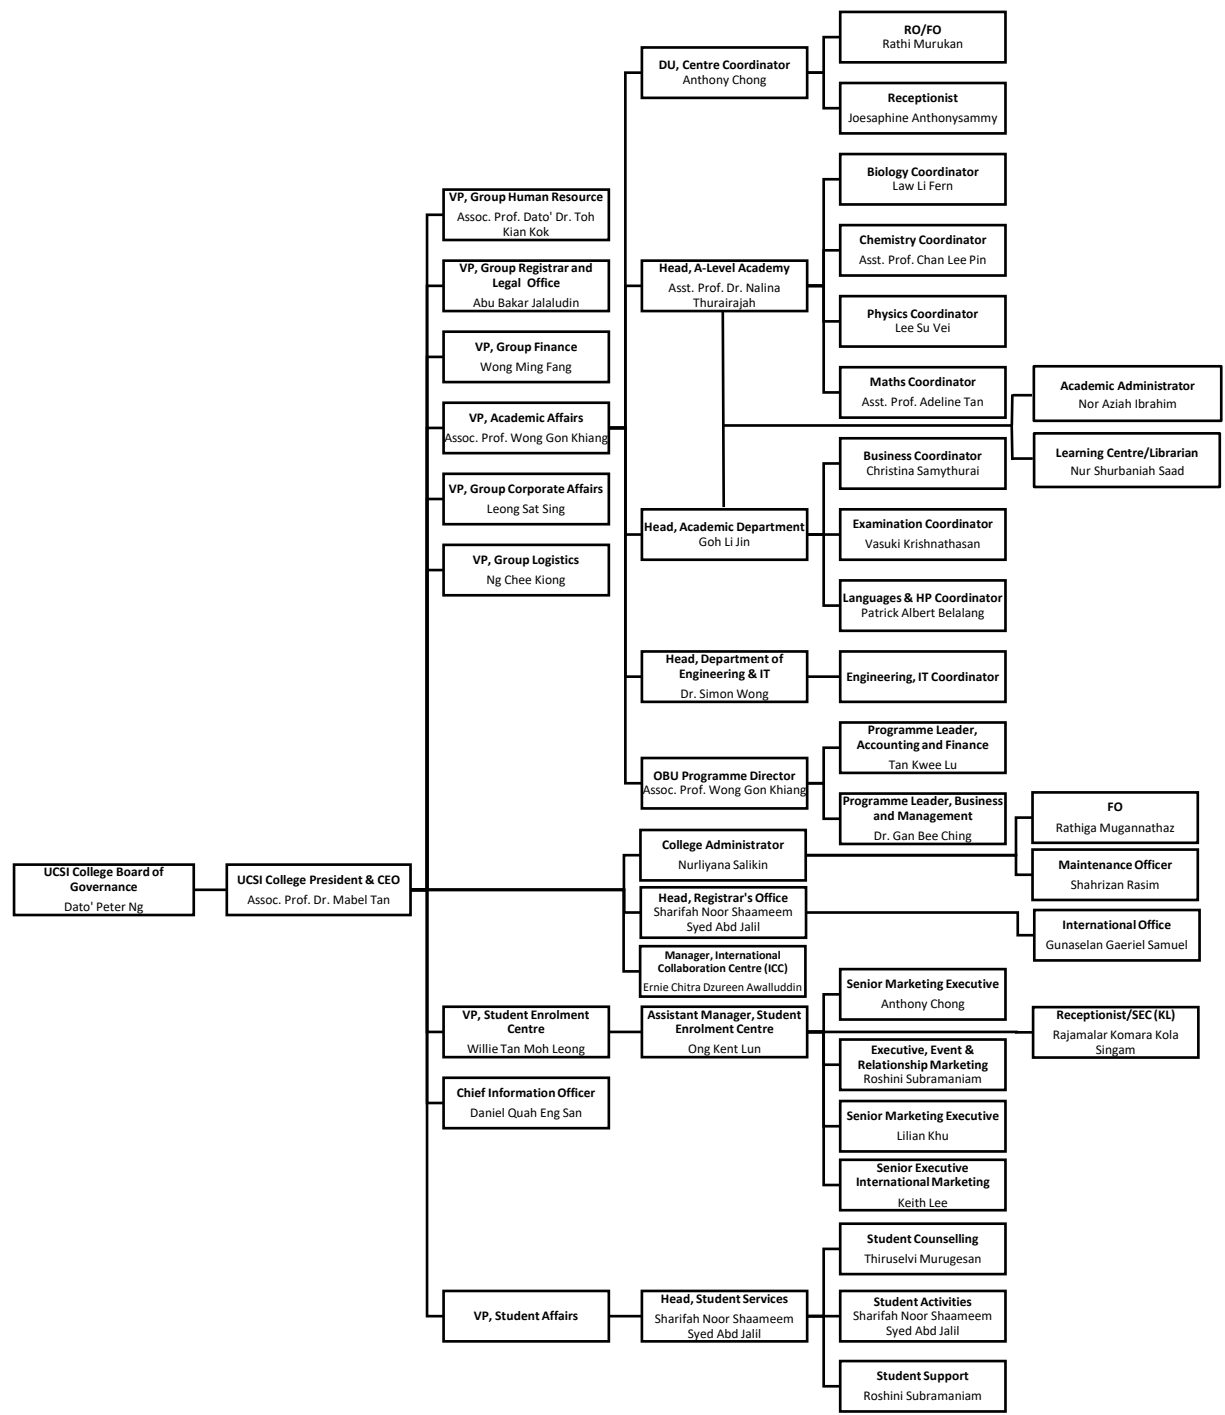 UCSI College Board of
Governance
Dato' Peter Ng
UCSI College President & CEO
Assoc. Prof. Dr. Mabel Tan
VP, Group Human Resource
Assoc. Prof. Dato' Dr. Toh
Kian Kok
VP, Group Registrar and
Legal Office
Abu Bakar Jalaludin
VP, Group Finance
Wong Ming Fang
VP, Academic Affairs
Assoc. Prof. Wong Gon Khiang
VP, Group Corporate Affairs
Leong Sat Sing
VP, Group Logistics
Ng Chee Kiong
DU, Centre Coordinator
Anthony Chong
RO/FO
Rathi Murukan
Receptionist
Joesaphine Anthonysammy
Head, A-Level Academy
Asst. Prof. Dr. Nalina
Thurairajah
Biology Coordinator
Law Li Fern
Chemistry Coordinator
Asst. Prof. Chan Lee Pin
Physics Coordinator
Lee Su Vei
Maths Coordinator
Asst. Prof. Adeline Tan
Academic Administrator
Nor Aziah Ibrahim
Learning Centre/Librarian
Nur Shurbaniah Saad
Head, Academic Department
Goh Li Jin
Business Coordinator
Christina Samythurai
Examination Coordinator
Vasuki Krishnathasan
Languages & HP Coordinator
Patrick Albert Belalang
Head, Department of
Engineering & IT
Dr. Simon Wong
Engineering, IT Coordinator
OBU Programme Director
Assoc. Prof. Wong Gon Khiang
Programme Leader,
Accounting and Finance
Tan Kwee Lu
Programme Leader, Business
and Management
Dr. Gan Bee Ching
College Administrator
Nurliyana Salikin
FO
Rathiga Mugannathaz
Maintenance Officer
Shahrizan Rasim
Head, Registrar's Office
Sharifah Noor Shaameem
Syed Abd Jalil
International Office
Gunaselan Gaeriel Samuel
Manager, International
Collaboration Centre (ICC)
Ernie Chitra Dzureen Awalluddin
VP, Student Enrolment
Centre
Willie Tan Moh Leong
Assistant Manager, Student
Enrolment Centre
Ong Kent Lun
Senior Marketing Executive
Anthony Chong
Receptionist/SEC (KL)
Rajamalar Komara Kola
Singam
Executive, Event &
Relationship Marketing
Roshini Subramaniam
Senior Marketing Executive
Lilian Khu
Senior Executive
International Marketing
Keith Lee
Chief Information Officer
Daniel Quah Eng San
VP, Student Affairs
Head, Student Services
Sharifah Noor Shaameem
Syed Abd Jalil
Student Counselling
Thiruselvi Murugesan
Student Activities
Sharifah Noor Shaameem
Syed Abd Jalil
Student Support
Roshini Subramaniam